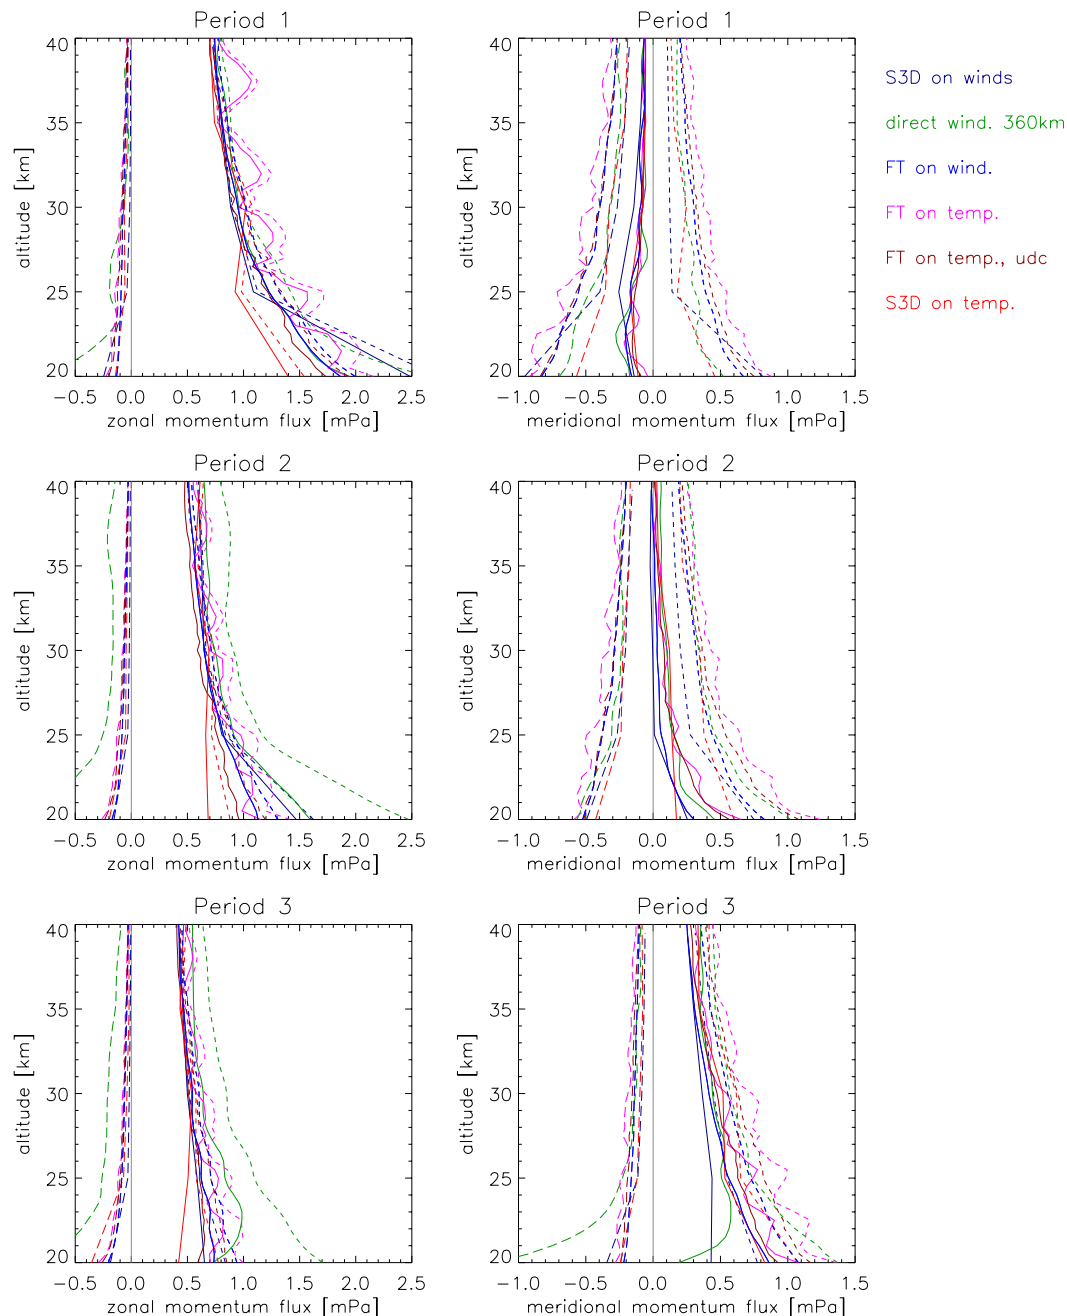 Period 1
Period 1
40
35
30
25
20
altitude [km]
−0.5 0.0 0.5 1.0 1.5 2.0 2.5
zonal momentum flux [mPa]
40
35
30
25
20
altitude [km]
−1.0 −0.5 0.0 0.5 1.0 1.5
meridional momentum flux [mPa]
S3D on winds
direct wind. 360km
FT on wind.
FT on temp.
FT on temp., udc
S3D on temp.
Period 2
Period 2
40
35
30
25
20
altitude [km]
−0.5 0.0 0.5 1.0 1.5 2.0 2.5
zonal momentum flux [mPa]
40
35
30
25
20
altitude [km]
−1.0 −0.5 0.0 0.5 1.0 1.5
meridional momentum flux [mPa]
Period 3
Period 3
40
35
30
25
20
altitude [km]
−0.5 0.0 0.5 1.0 1.5 2.0 2.5
zonal momentum flux [mPa]
40
35
30
25
20
altitude [km]
−1.0 −0.5 0.0 0.5 1.0 1.5
meridional momentum flux [mPa]